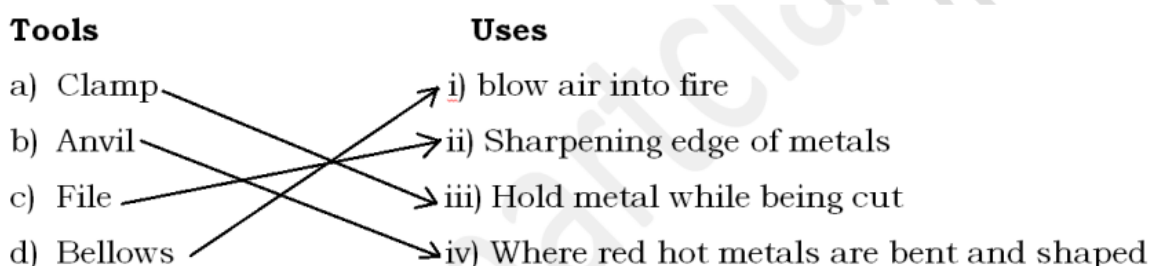 Tools Uses
a) Clamp i) blow air into fire
b) Anvil ii) Sharpening edge of metals
c) File iii) Hold metal while being cut
d) Bellows iv) Where red hot metals are bent and shaped